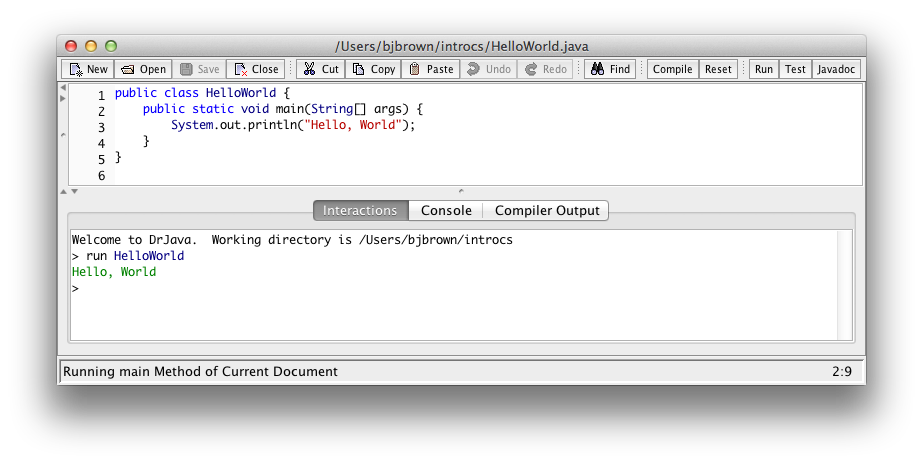 /Users/bjbrown/introcs/HelloWorld.java
New Open Save Close Cut Copy Paste Undo Redo Find Compile Reset Run Test Javadoc
1 public class HelloWorld {
2     public static void main(String[] args) {
3         System.out.println("Hello, World");
4     }
5 }
6
Interactions Console Compiler Output
Welcome to DrJava.  Working directory is /Users/bjbrown/introcs
> run HelloWorld
Hello, World
>
Running main Method of Current Document 2:9